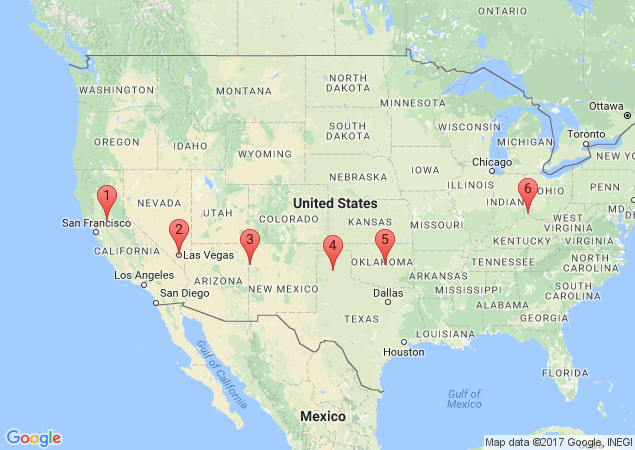 ONTARIO
WASHINGTON
MONTANA
NORTH
DAKOTA
MINNESOTA
Ottawa
OREGON
IDAHO
SOUTH
DAKOTA
WISCONSIN
MICHIGAN
Toronto
WYOMING
NEW YO
Chicago
NEBRASKA
IOWA
1
NEVADA
UTAH
United States
ILLINOIS
INDIAN
6
OHIO
PENN
San Francisco
COLORADO
KANSAS
MISSOURI
WEST
VIRGINIA
2
3
4
5
CALIFORNIA
Las Vegas
KENTUCKY
VIRGINIA
OKLAHOMA
TENNESSEE
NORTH
CAROLINA
Los Angeles
ARIZONA
NEW MEXICO
ARKANSAS
MISSISSIPPI
SOUTH
CAROLINA
San Diego
Dallas
ALABAMA
TEXAS
GEORGIA
LOUISIANA
Houston
Gulf of
California
FLORIDA
Gulf of
Mexico
Mexico
Google
Map data ©2017 Google, INEGI